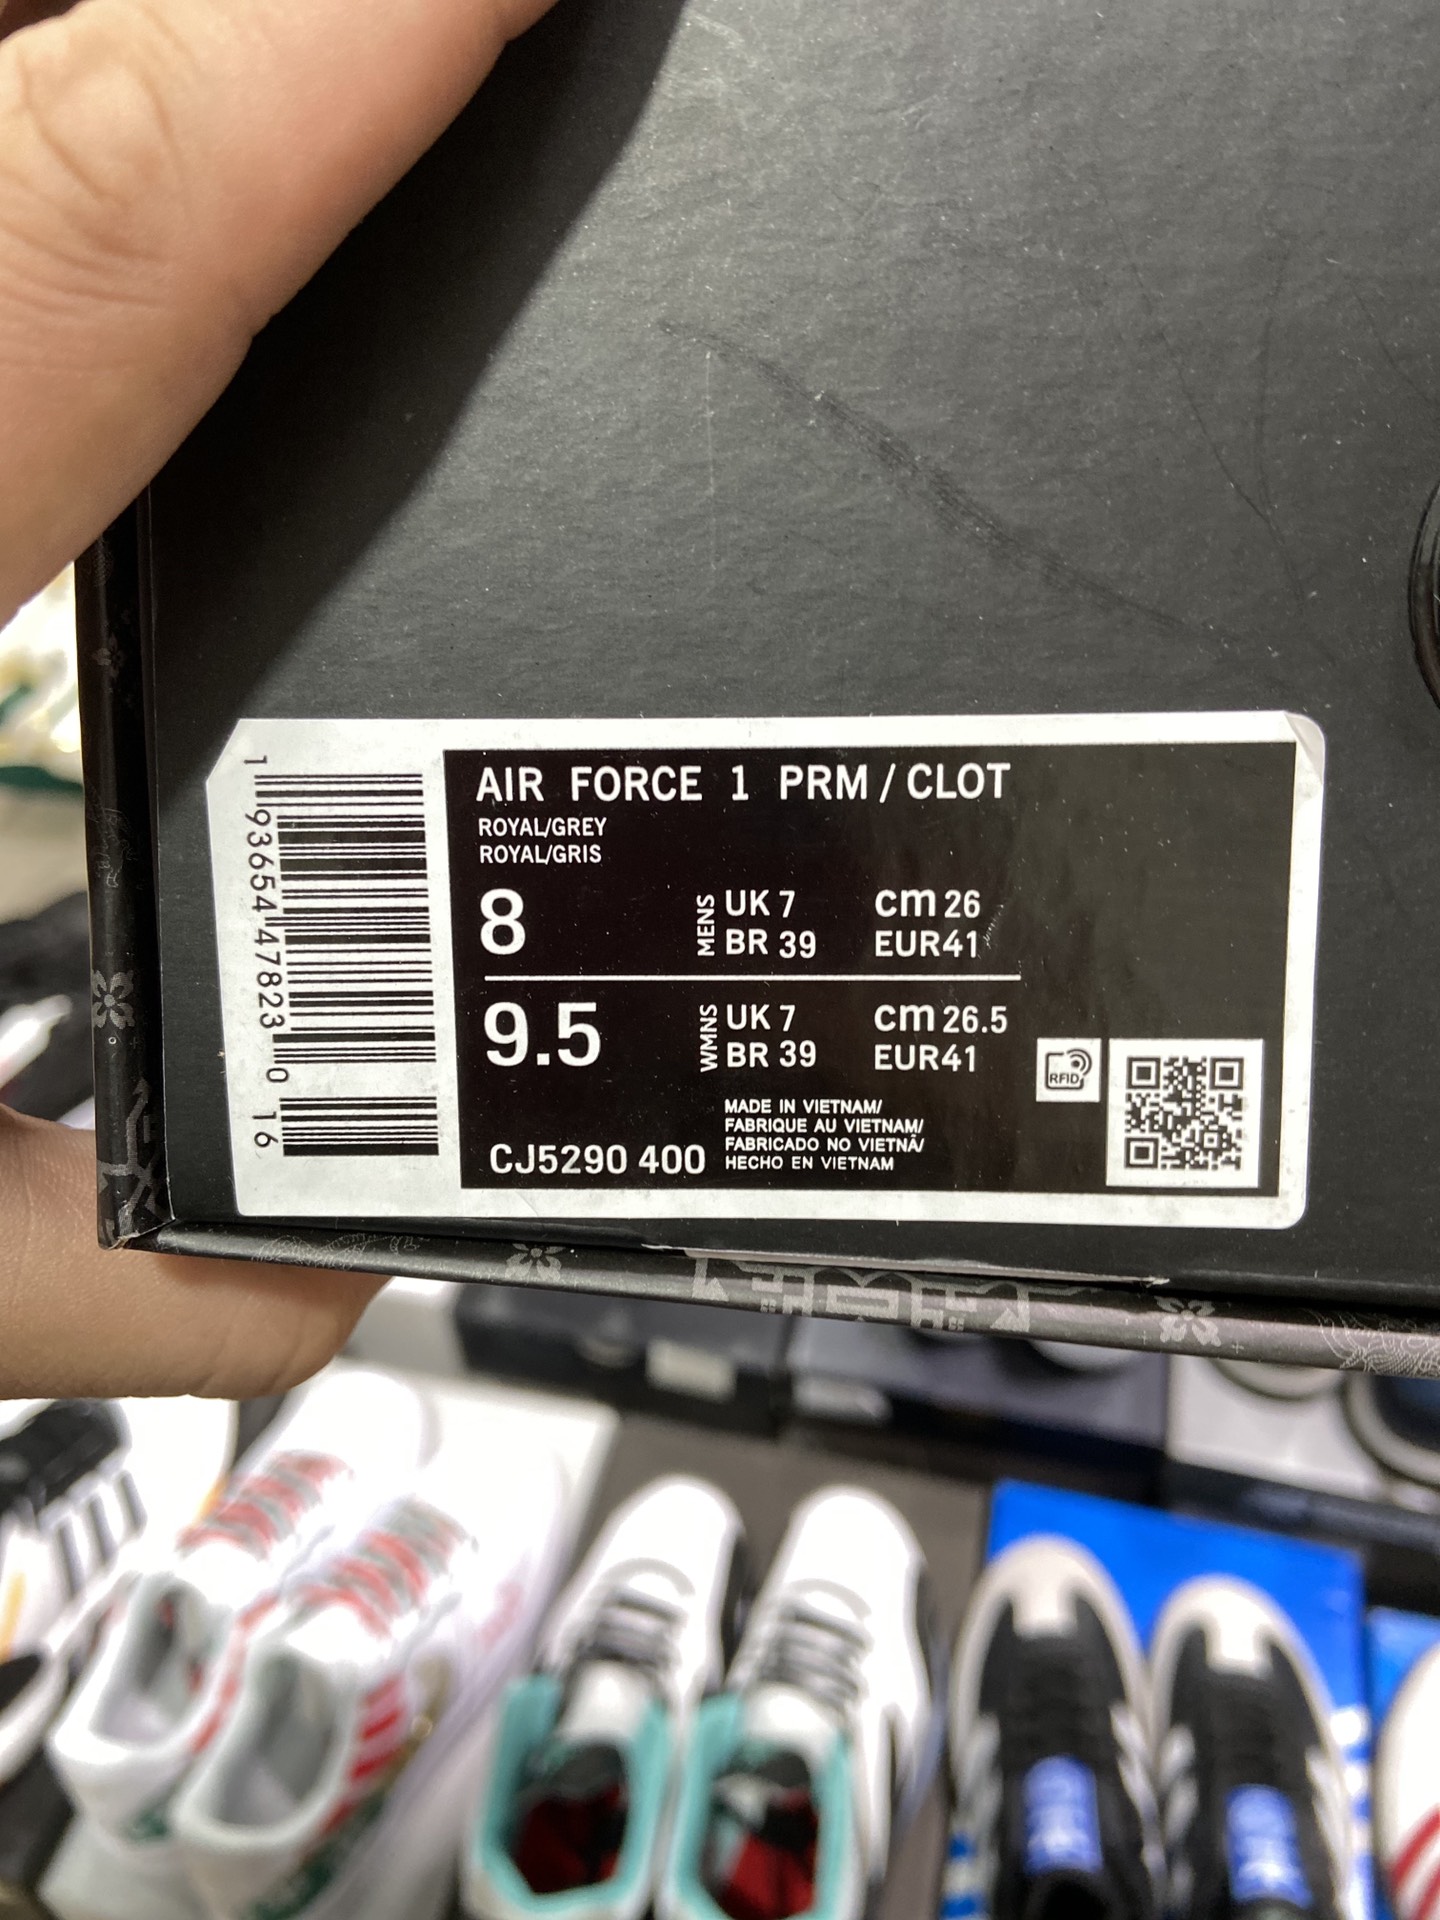 AIR FORCE 1 PRM / CLOT
ROYAL/GREY
ROYAL/GRIS
8 MENS UK 7 cm 26
BR 39 EUR41
9.5 WMNS UK 7 cm 26.5
BR 39 EUR41
RFID
MADE IN VIETNAM/
FABRIQUE AU VIETNAM/
FABRICADO NO VIETNÃ/
HECHO EN VIETNAM
CJ5290 400
1 93654 47823 0 16